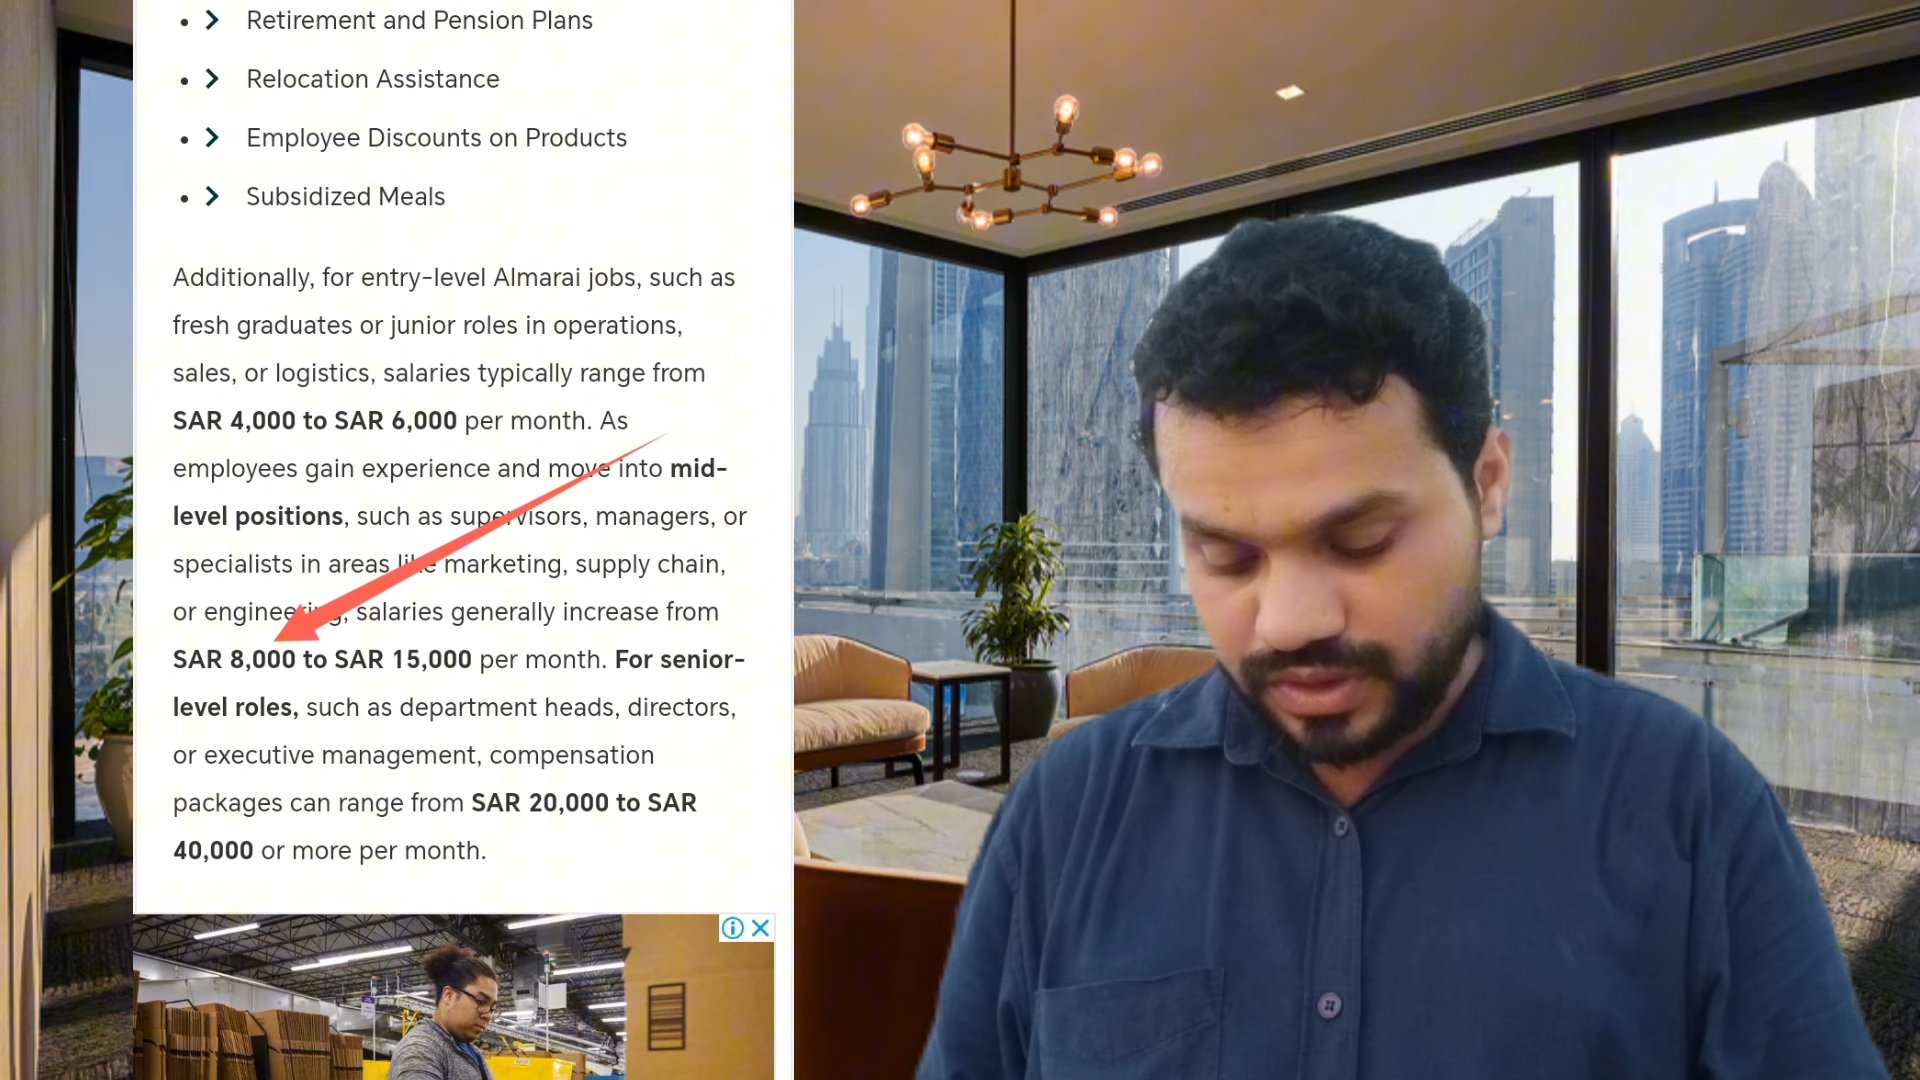 Retirement and Pension Plans
Relocation Assistance
Employee Discounts on Products
Subsidized Meals
Additionally, for entry-level Almarai jobs, such as
fresh graduates or junior roles in operations,
sales, or logistics, salaries typically range from
SAR 4,000 to SAR 6,000 per month. As
employees gain experience and move into mid-
level positions, such as supervisors, managers, or
specialists in areas like marketing, supply chain,
or engineering, salaries generally increase from
SAR 8,000 to SAR 15,000 per month. For senior-
level roles, such as department heads, directors,
or executive management, compensation
packages can range from SAR 20,000 to SAR
40,000 or more per month.